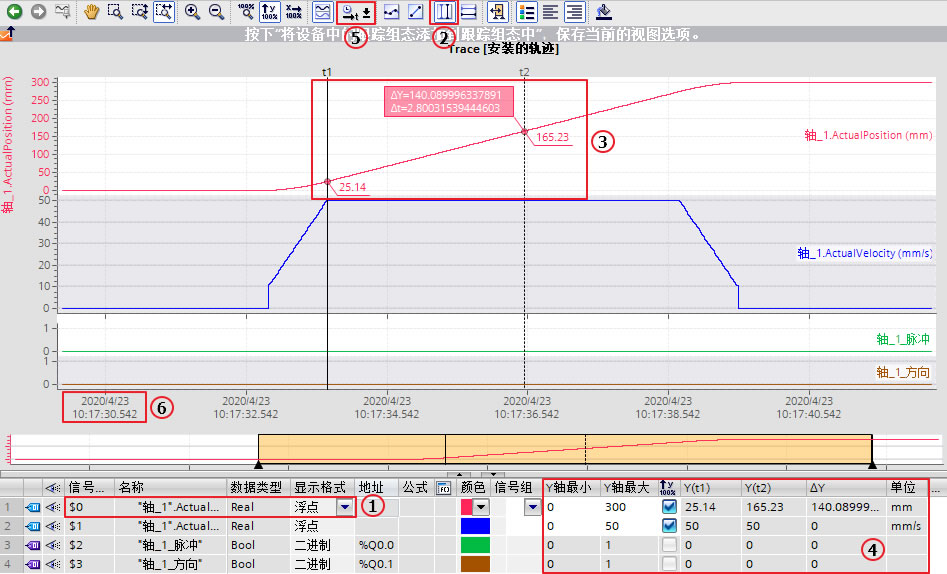 100%
y
100%
x
100%
t
⑤
②
按下“将设备中的跟踪组态添加到跟踪组态中”，保存当前的视图选项。
Trace [安装的轨迹]
t1
t2
轴_1.ActualPosition (mm)
300
250
200
150
100
50
0
ΔY=140.089996337891
Δt=2.80031539444603
165.23
25.14
③
轴_1.ActualPosition (mm)
50
40
30
20
10
0
轴_1.ActualVelocity (mm/s)
1
0
轴_1_脉冲
1
0
轴_1_方向
2020/4/23
10:17:30.542
⑥
2020/4/23
10:17:32.542
2020/4/23
10:17:34.542
2020/4/23
10:17:36.542
2020/4/23
10:17:38.542
2020/4/23
10:17:40.542
信号... 名称 数据类型 显示格式 地址 公式 颜色 信号组 Y轴最小 Y轴最大 y 100% Y(t1) Y(t2) ΔY 单位 ...
1 $0 "轴_1".Actual... Real 浮点 ① 0 300 25.14 165.23 140.08999... mm
2 $1 "轴_1".Actual... Real 浮点 0 50 50 50 0 mm/s
3 $2 "轴_1_脉冲" Bool 二进制 %Q0.0 0 1 0 0 0
4 $3 "轴_1_方向" Bool 二进制 %Q0.1 0 1 0 0 0
④